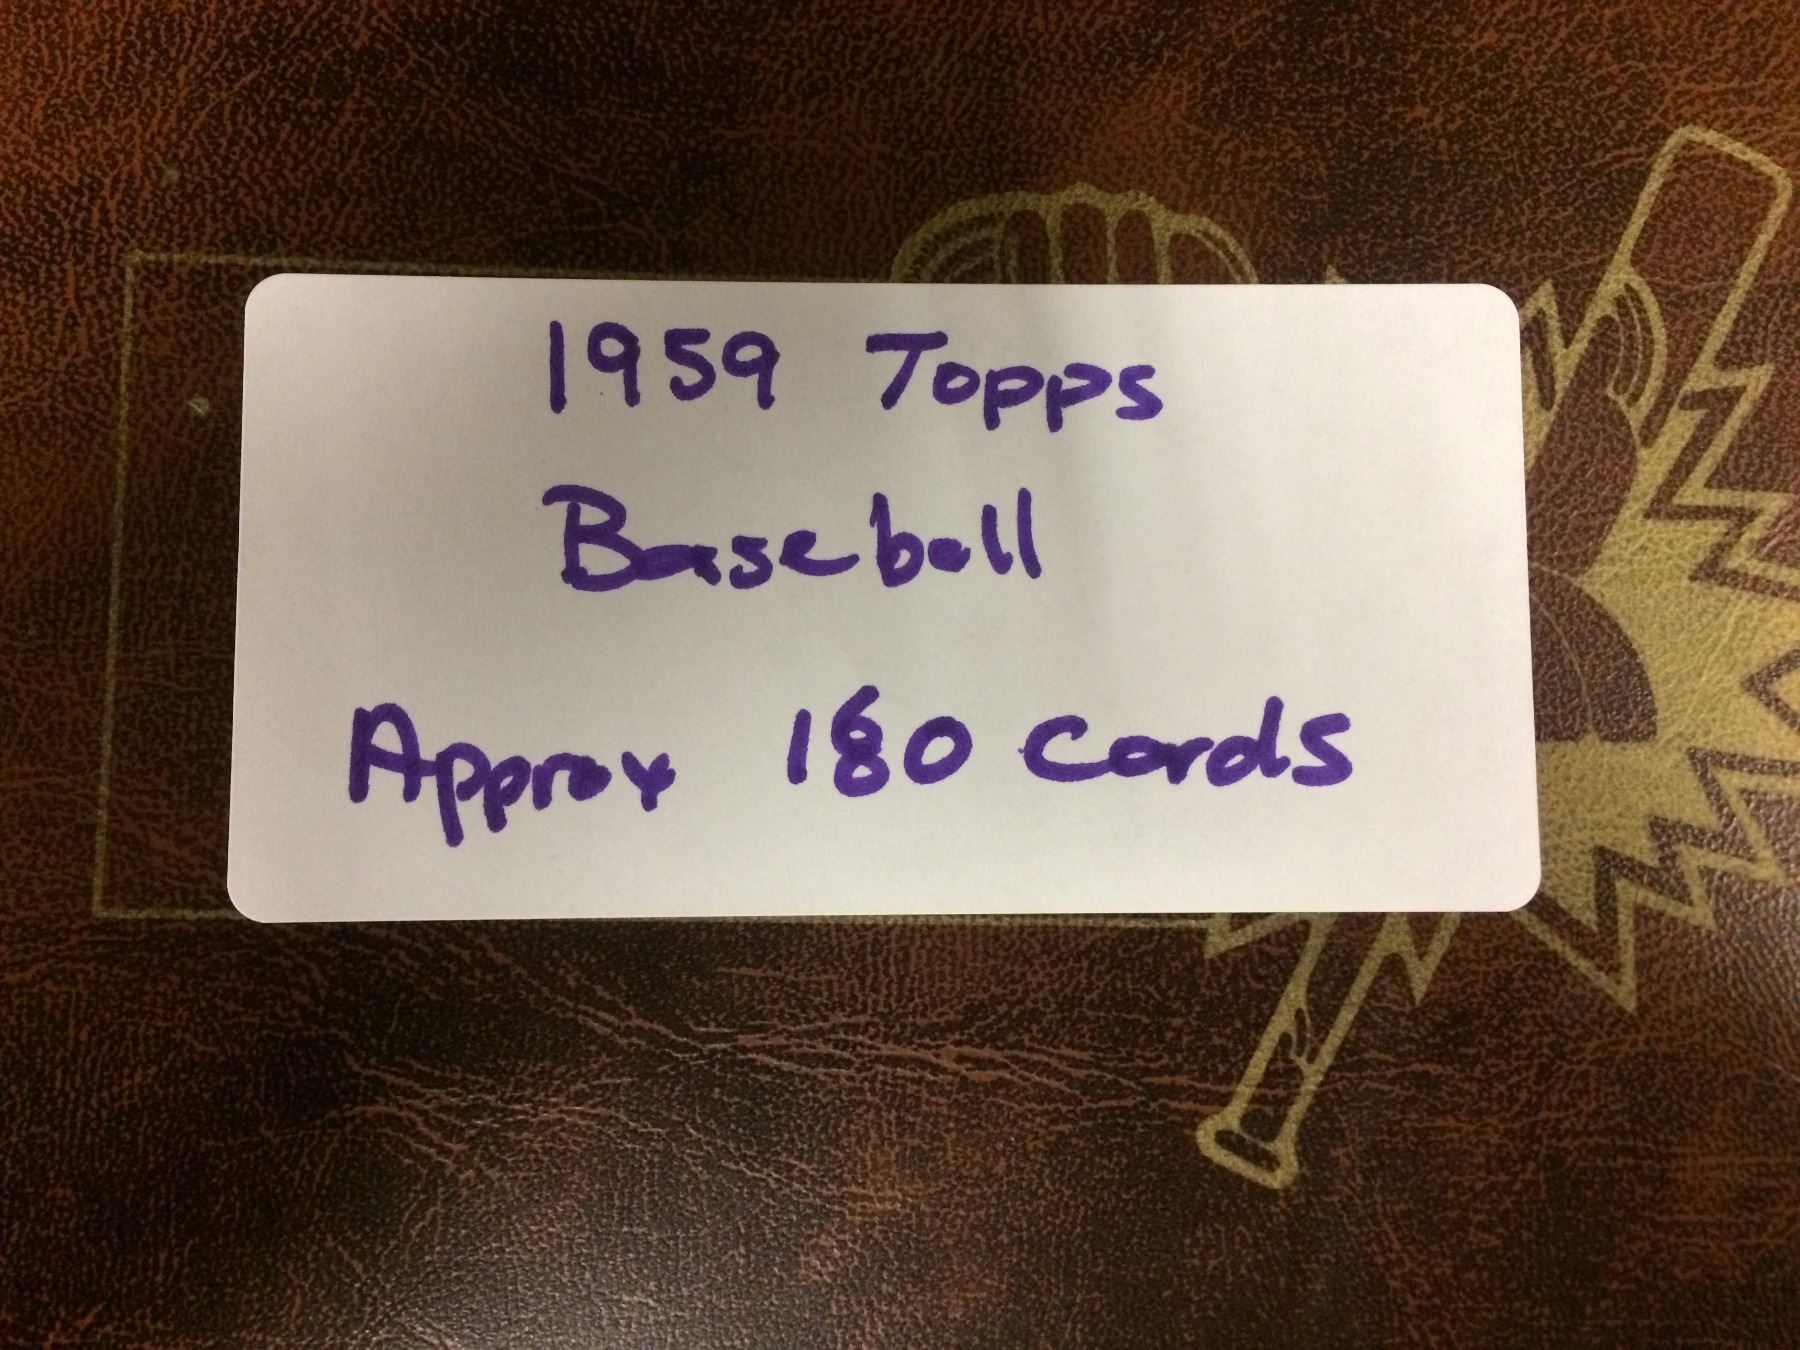 1959 Topps
Baseball
Approx 180 Cards